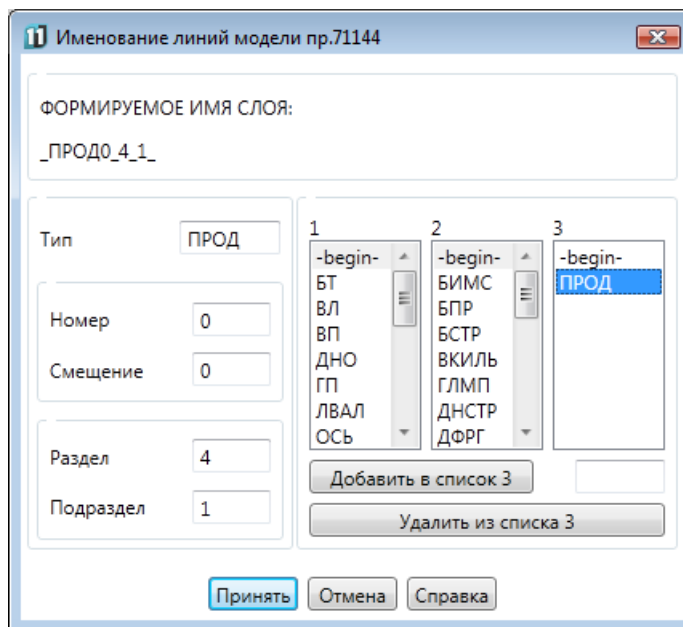 11 Именование линий модели пр.71144
ФОРМИРУЕМОЕ ИМЯ СЛОЯ:
_ПРОД0_4_1_
Тип ПРОД
Номер 0
Смещение 0
Раздел 4
Подраздел 1
1 2 3
-begin- -begin- -begin-
БТ БИМС ПРОД
ВЛ БПР
ВП БСТР
ДНО ВКИЛЬ
ГП ГЛМП
ЛВАЛ ДНСТР
ОСЬ ДФРГ
Добавить в список 3
Удалить из списка 3
Принять Отмена Справка